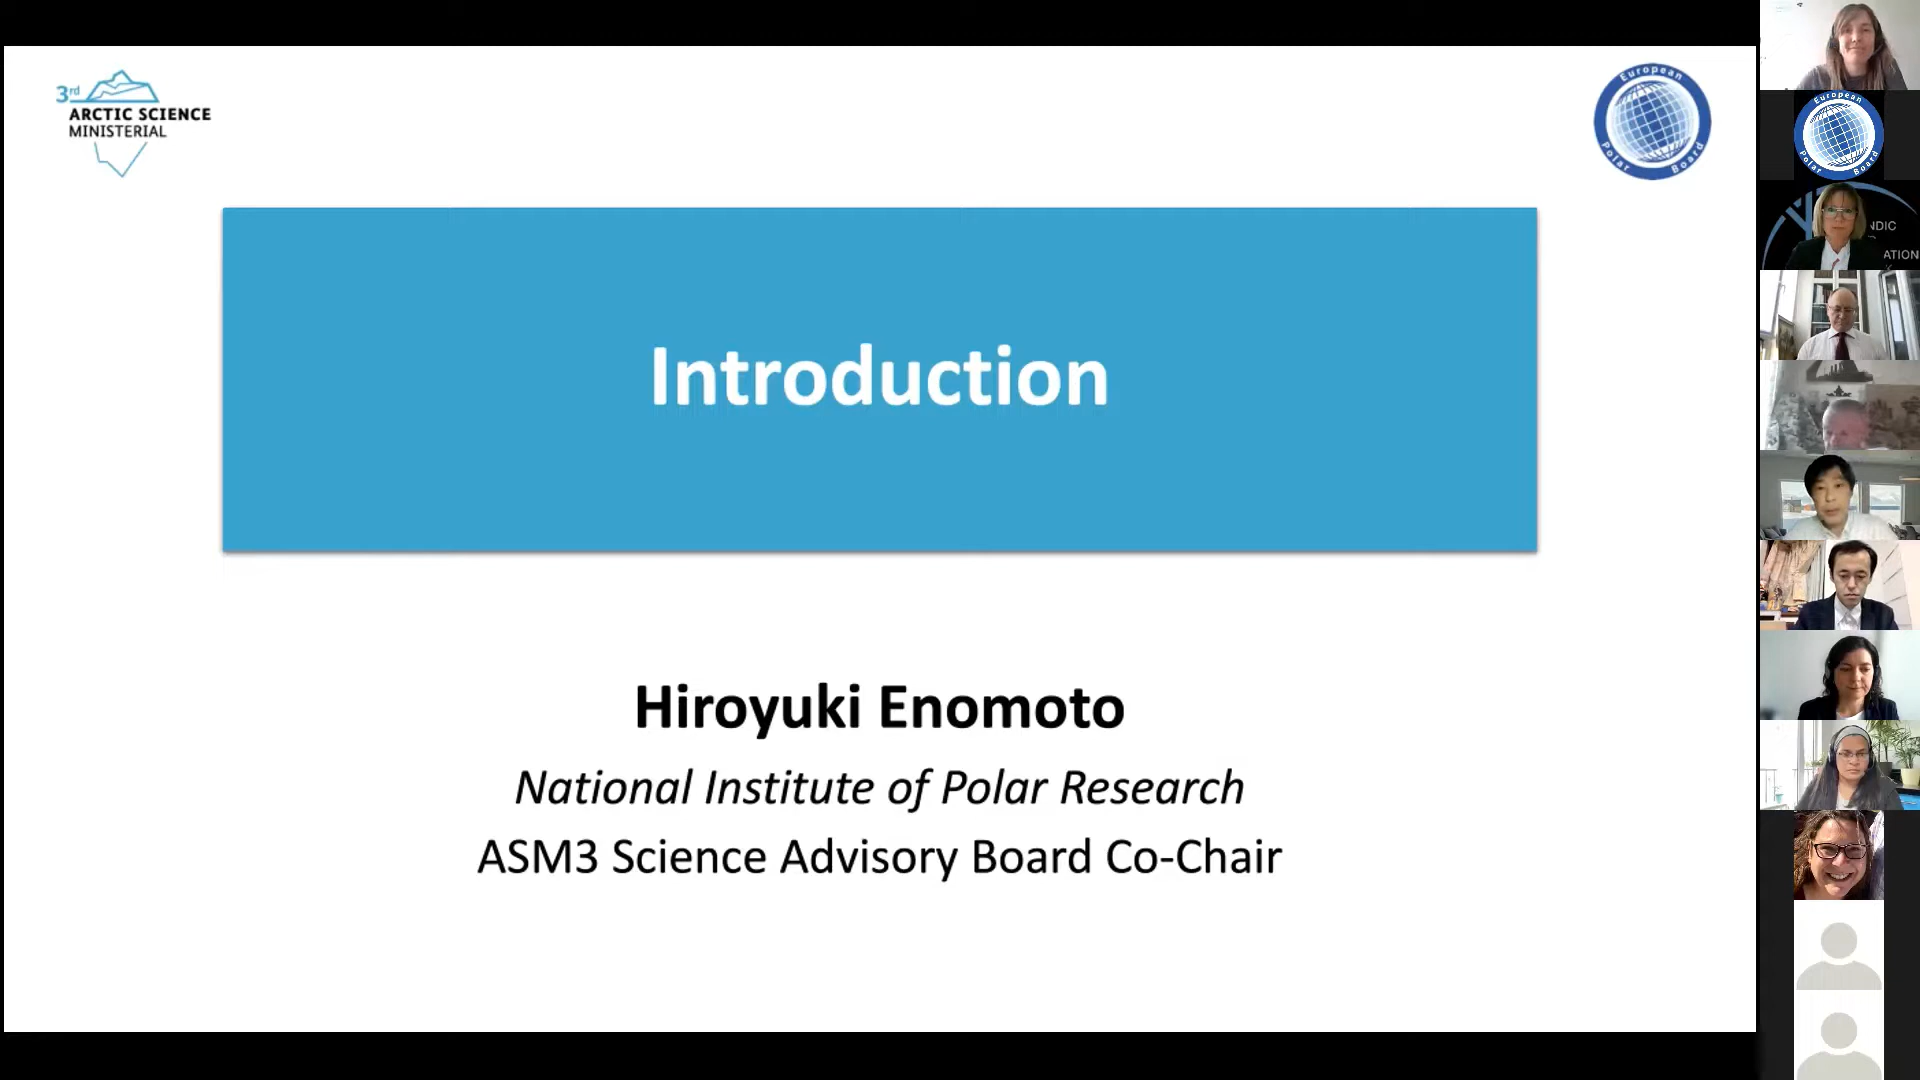 3rd
ARCTIC SCIENCE
MINISTERIAL
European
Polar Board
Introduction
Hiroyuki Enomoto
National Institute of Polar Research
ASM3 Science Advisory Board Co-Chair
European
Polar Board
NDIC
ATION